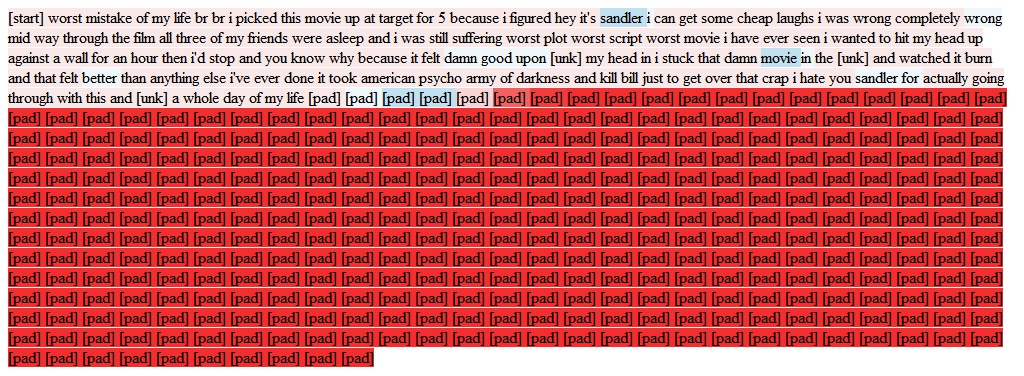 [start] worst mistake of my life br br i picked this movie up at target for 5 because i figured hey it's sandler i can get some cheap laughs i was wrong completely wrong
mid way through the film all three of my friends were asleep and i was still suffering worst plot worst script worst movie i have ever seen i wanted to hit my head up
against a wall for an hour then i'd stop and you know why because it felt damn good upon [unk] my head in i stuck that damn movie in the [unk] and watched it burn
and that felt better than anything else i've ever done it took american psycho army of darkness and kill bill just to get over that crap i hate you sandler for actually going
through with this and [unk] a whole day of my life [pad] [pad] [pad] [pad] [pad] [pad] [pad] [pad] [pad] [pad] [pad] [pad] [pad] [pad] [pad] [pad] [pad] [pad] [pad]
[pad] [pad] [pad] [pad] [pad] [pad] [pad] [pad] [pad] [pad] [pad] [pad] [pad] [pad] [pad] [pad] [pad] [pad] [pad] [pad] [pad] [pad] [pad] [pad] [pad] [pad] [pad]
[pad] [pad] [pad] [pad] [pad] [pad] [pad] [pad] [pad] [pad] [pad] [pad] [pad] [pad] [pad] [pad] [pad] [pad] [pad] [pad] [pad] [pad] [pad] [pad] [pad] [pad] [pad]
[pad] [pad] [pad] [pad] [pad] [pad] [pad] [pad] [pad] [pad] [pad] [pad] [pad] [pad] [pad] [pad] [pad] [pad] [pad] [pad] [pad] [pad] [pad] [pad] [pad] [pad] [pad]
[pad] [pad] [pad] [pad] [pad] [pad] [pad] [pad] [pad] [pad] [pad] [pad] [pad] [pad] [pad] [pad] [pad] [pad] [pad] [pad] [pad] [pad] [pad] [pad] [pad] [pad] [pad]
[pad] [pad] [pad] [pad] [pad] [pad] [pad] [pad] [pad] [pad] [pad] [pad] [pad] [pad] [pad] [pad] [pad] [pad] [pad] [pad] [pad] [pad] [pad] [pad] [pad] [pad] [pad]
[pad] [pad] [pad] [pad] [pad] [pad] [pad] [pad] [pad] [pad] [pad] [pad] [pad] [pad] [pad] [pad] [pad] [pad] [pad] [pad] [pad] [pad] [pad] [pad] [pad] [pad] [pad]
[pad] [pad] [pad] [pad] [pad] [pad] [pad] [pad] [pad] [pad] [pad] [pad] [pad] [pad] [pad] [pad] [pad] [pad] [pad] [pad] [pad] [pad] [pad] [pad] [pad] [pad] [pad]
[pad] [pad] [pad] [pad] [pad] [pad] [pad] [pad] [pad] [pad] [pad] [pad] [pad] [pad] [pad] [pad] [pad] [pad] [pad] [pad] [pad] [pad] [pad] [pad] [pad] [pad] [pad]
[pad] [pad] [pad] [pad] [pad] [pad] [pad] [pad] [pad] [pad] [pad] [pad] [pad] [pad] [pad] [pad] [pad] [pad] [pad] [pad] [pad] [pad] [pad] [pad] [pad] [pad] [pad]
[pad] [pad] [pad] [pad] [pad] [pad] [pad] [pad] [pad] [pad] [pad] [pad] [pad] [pad] [pad] [pad] [pad] [pad] [pad] [pad] [pad] [pad] [pad] [pad] [pad] [pad] [pad]
[pad] [pad] [pad] [pad] [pad] [pad] [pad] [pad] [pad] [pad] [pad] [pad] [pad] [pad] [pad] [pad] [pad] [pad] [pad] [pad] [pad] [pad] [pad] [pad] [pad] [pad] [pad]
[pad] [pad] [pad] [pad] [pad] [pad] [pad] [pad] [pad] [pad] [pad] [pad] [pad] [pad] [pad] [pad] [pad] [pad] [pad] [pad] [pad] [pad] [pad] [pad] [pad] [pad] [pad]
[pad] [pad] [pad] [pad] [pad] [pad] [pad] [pad] [pad] [pad]